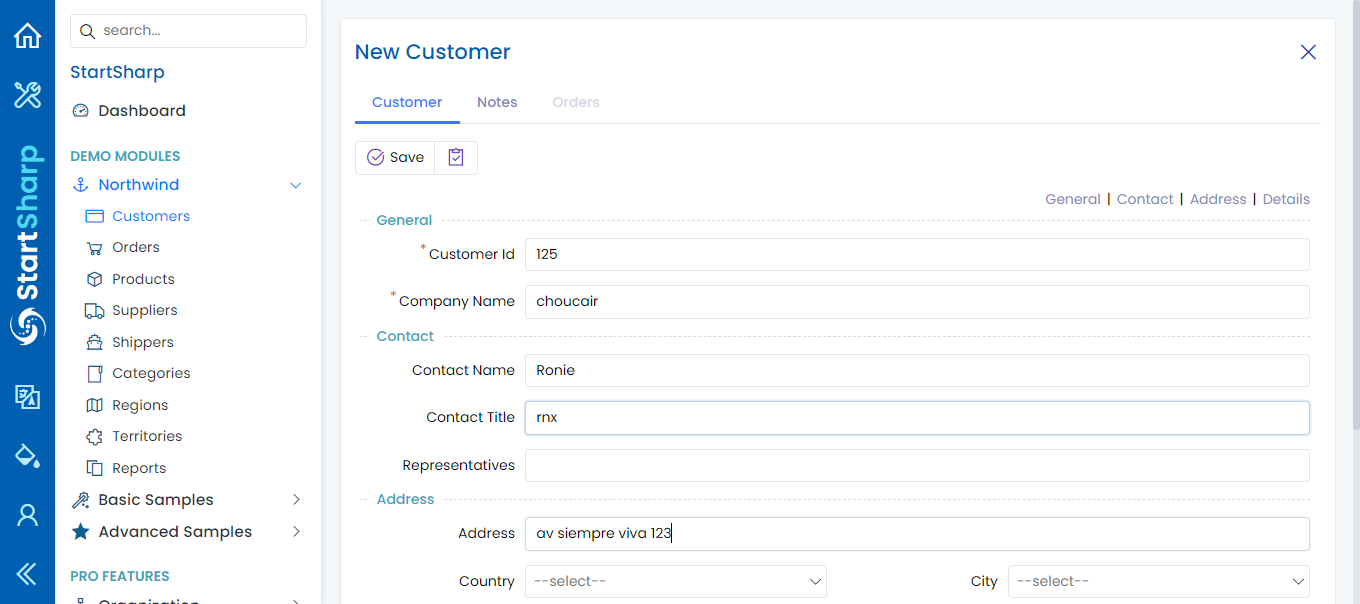 search...
StartSharp
StartSharp
Dashboard
DEMO MODULES
Northwind
Customers
Orders
Products
Suppliers
Shippers
Categories
Regions
Territories
Reports
Basic Samples
Advanced Samples
PRO FEATURES
Organization
New Customer
Customer Notes Orders
Save
General | Contact | Address | Details
General
* Customer Id 125
* Company Name choucair
Contact
Contact Name Ronie
Contact Title rnx
Representatives
Address
Address av siempre viva 123
Country --select-- City --select--